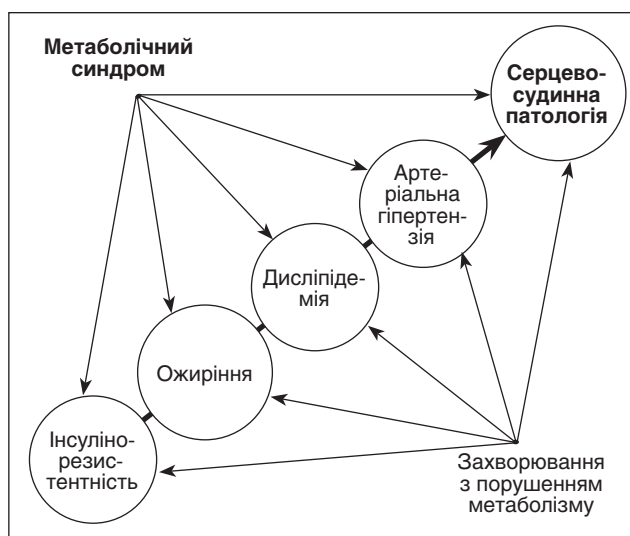 Метаболічний
синдром
Серцево-
судинна
патологія
Арте-
ріальна
гіпертен-
зія
Дисліпіде-
мія
Ожиріння
Інсуліно-
резис-
тентність
Захворювання
з порушенням
метаболізму